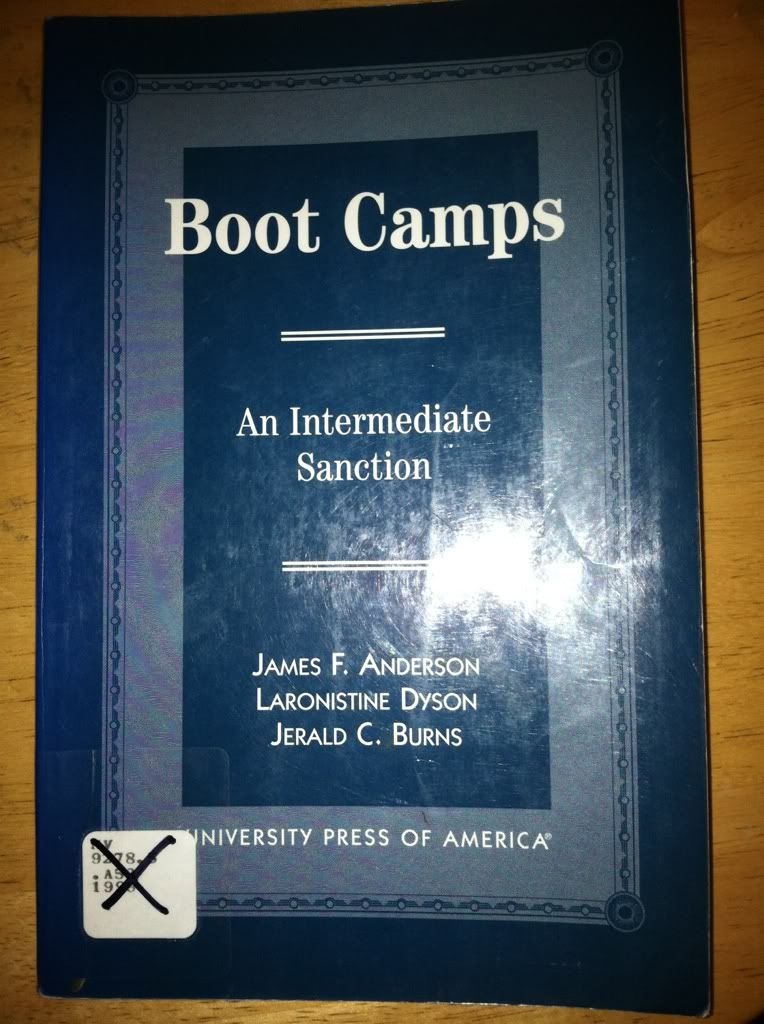 Boot Camps
An Intermediate
Sanction
JAMES F. ANDERSON
LARONISTINE DYSON
JERALD C. BURNS
UNIVERSITY PRESS OF AMERICA®